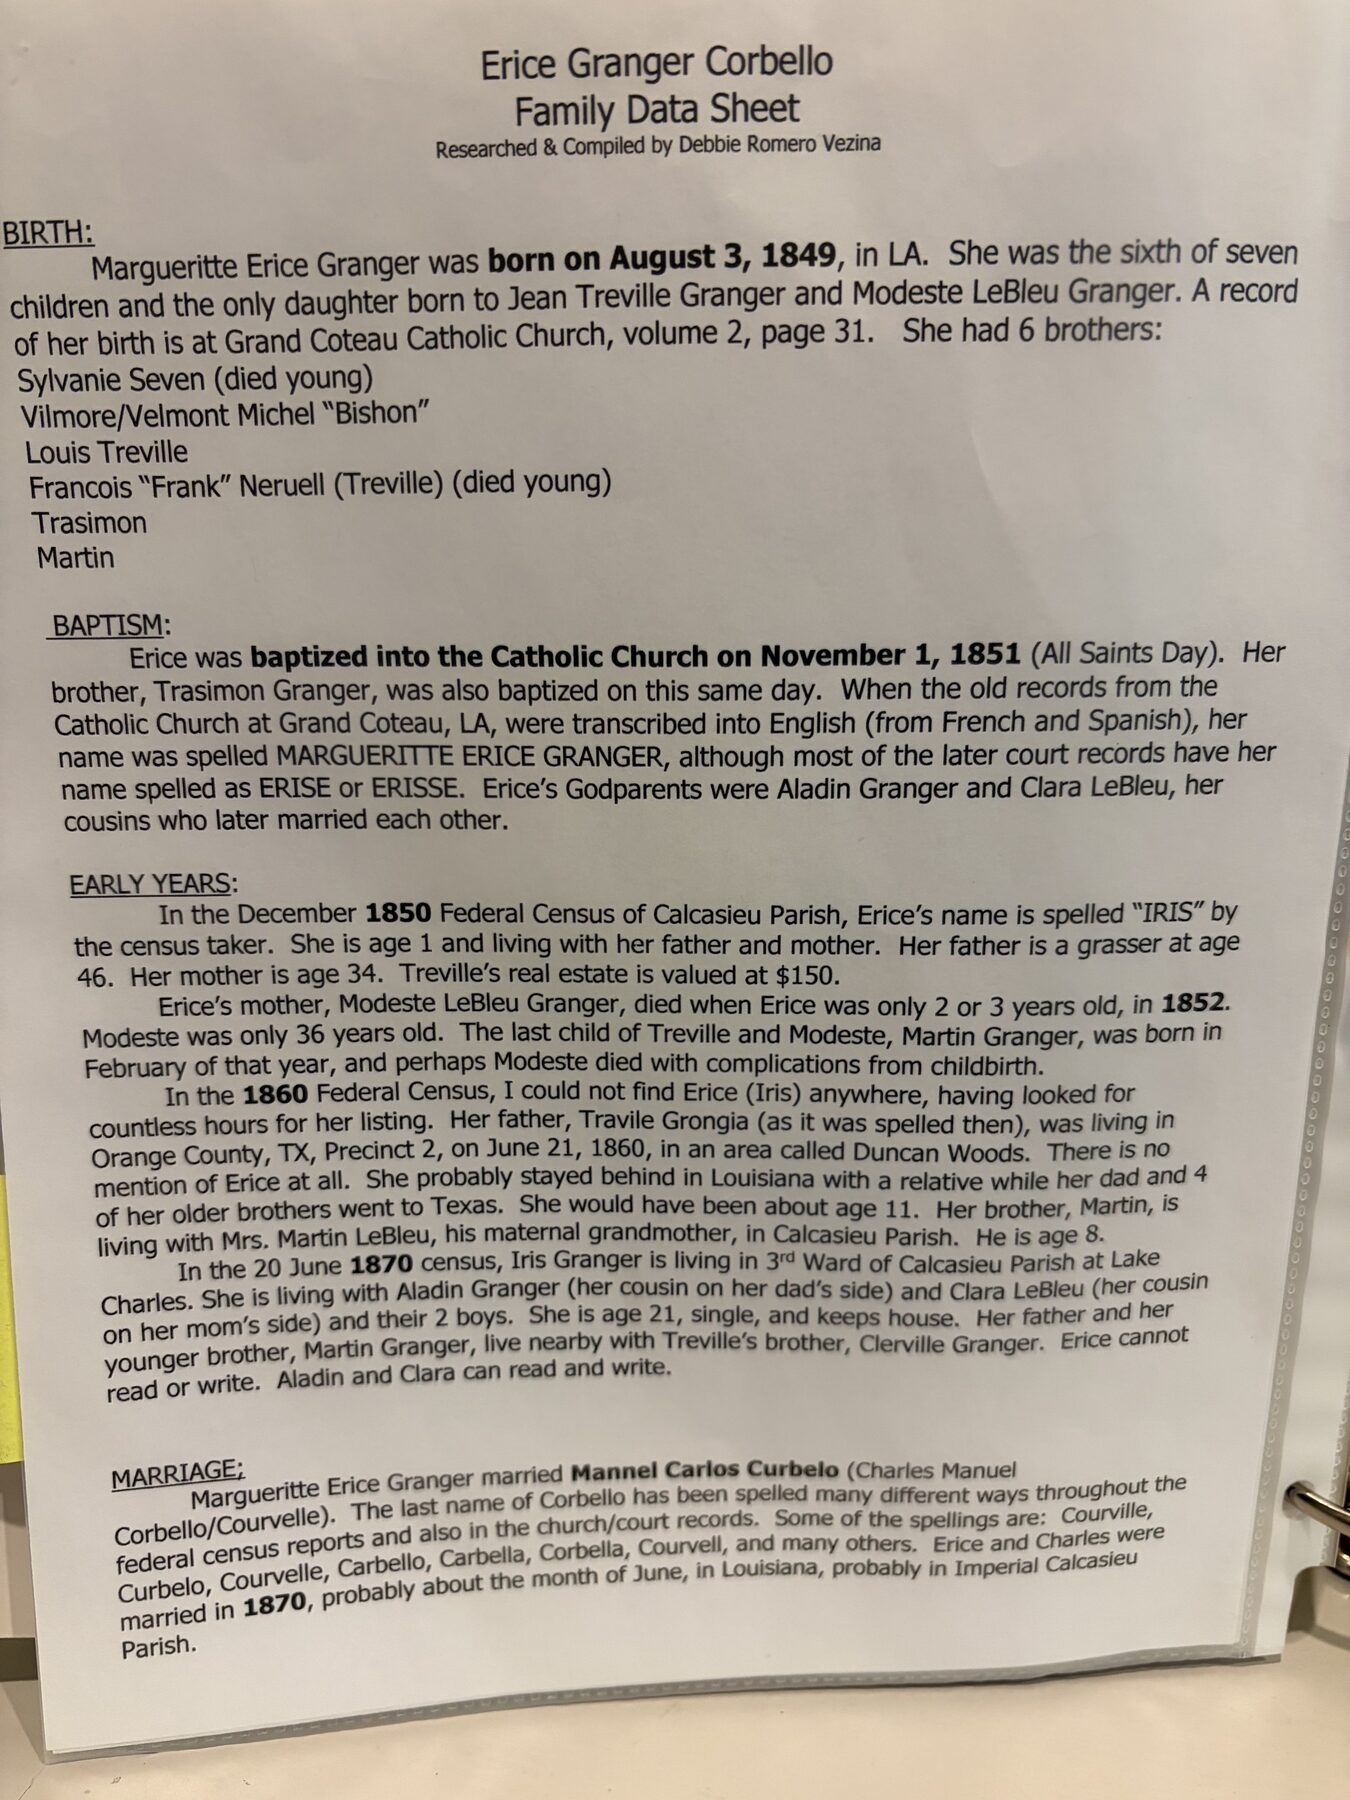 Erice Granger Corbello
Family Data Sheet
Researched & Compiled by Debbie Romero Vezina
BIRTH:
Margueritte Erice Granger was born on August 3, 1849, in LA. She was the sixth of seven
children and the only daughter born to Jean Treville Granger and Modeste LeBleu Granger. A record
of her birth is at Grand Coteau Catholic Church, volume 2, page 31. She had 6 brothers:
Sylvanie Seven (died young)
Vilmore/Velmont Michel “Bishon”
Louis Treville
Francois “Frank” Neruell (Treville) (died young)
Trasimon
Martin
BAPTISM:
Erice was baptized into the Catholic Church on November 1, 1851 (All Saints Day). Her
brother, Trasimon Granger, was also baptized on this same day. When the old records from the
Catholic Church at Grand Coteau, LA, were transcribed into English (from French and Spanish), her
name was spelled MARGUERITTE ERICE GRANGER, although most of the later court records have her
name spelled as ERISE or ERISSE. Erice’s Godparents were Aladin Granger and Clara LeBleu, her
cousins who later married each other.
EARLY YEARS:
In the December 1850 Federal Census of Calcasieu Parish, Erice’s name is spelled “IRIS” by
the census taker. She is age 1 and living with her father and mother. Her father is a grasser at age
46. Her mother is age 34. Treville’s real estate is valued at $150.
Erice’s mother, Modeste LeBleu Granger, died when Erice was only 2 or 3 years old, in 1852.
Modeste was only 36 years old. The last child of Treville and Modeste, Martin Granger, was born in
February of that year, and perhaps Modeste died with complications from childbirth.
In the 1860 Federal Census, I could not find Erice (Iris) anywhere, having looked for
countless hours for her listing. Her father, Travile Grongia (as it was spelled then), was living in
Orange County, TX, Precinct 2, on June 21, 1860, in an area called Duncan Woods. There is no
mention of Erice at all. She probably stayed behind in Louisiana with a relative while her dad and 4
of her older brothers went to Texas. She would have been about age 11. Her brother, Martin, is
living with Mrs. Martin LeBleu, his maternal grandmother, in Calcasieu Parish. He is age 8.
In the 20 June 1870 census, Iris Granger is living in 3rd Ward of Calcasieu Parish at Lake
Charles. She is living with Aladin Granger (her cousin on her dad’s side) and Clara LeBleu (her cousin
on her mom’s side) and their 2 boys. She is age 21, single, and keeps house. Her father and her
younger brother, Martin Granger, live nearby with Treville’s brother, Clerville Granger. Erice cannot
read or write. Aladin and Clara can read and write.
MARRIAGE;
Margueritte Erice Granger married Mannel Carlos Curbelo (Charles Manuel
Corbello/Courvelle). The last name of Corbello has been spelled many different ways throughout the
federal census reports and also in the church/court records. Some of the spellings are: Courville,
Curbelo, Courvelle, Carbello, Carbella, Corbella, Courvell, and many others. Erice and Charles were
married in 1870, probably about the month of June, in Louisiana, probably in Imperial Calcasieu
Parish.